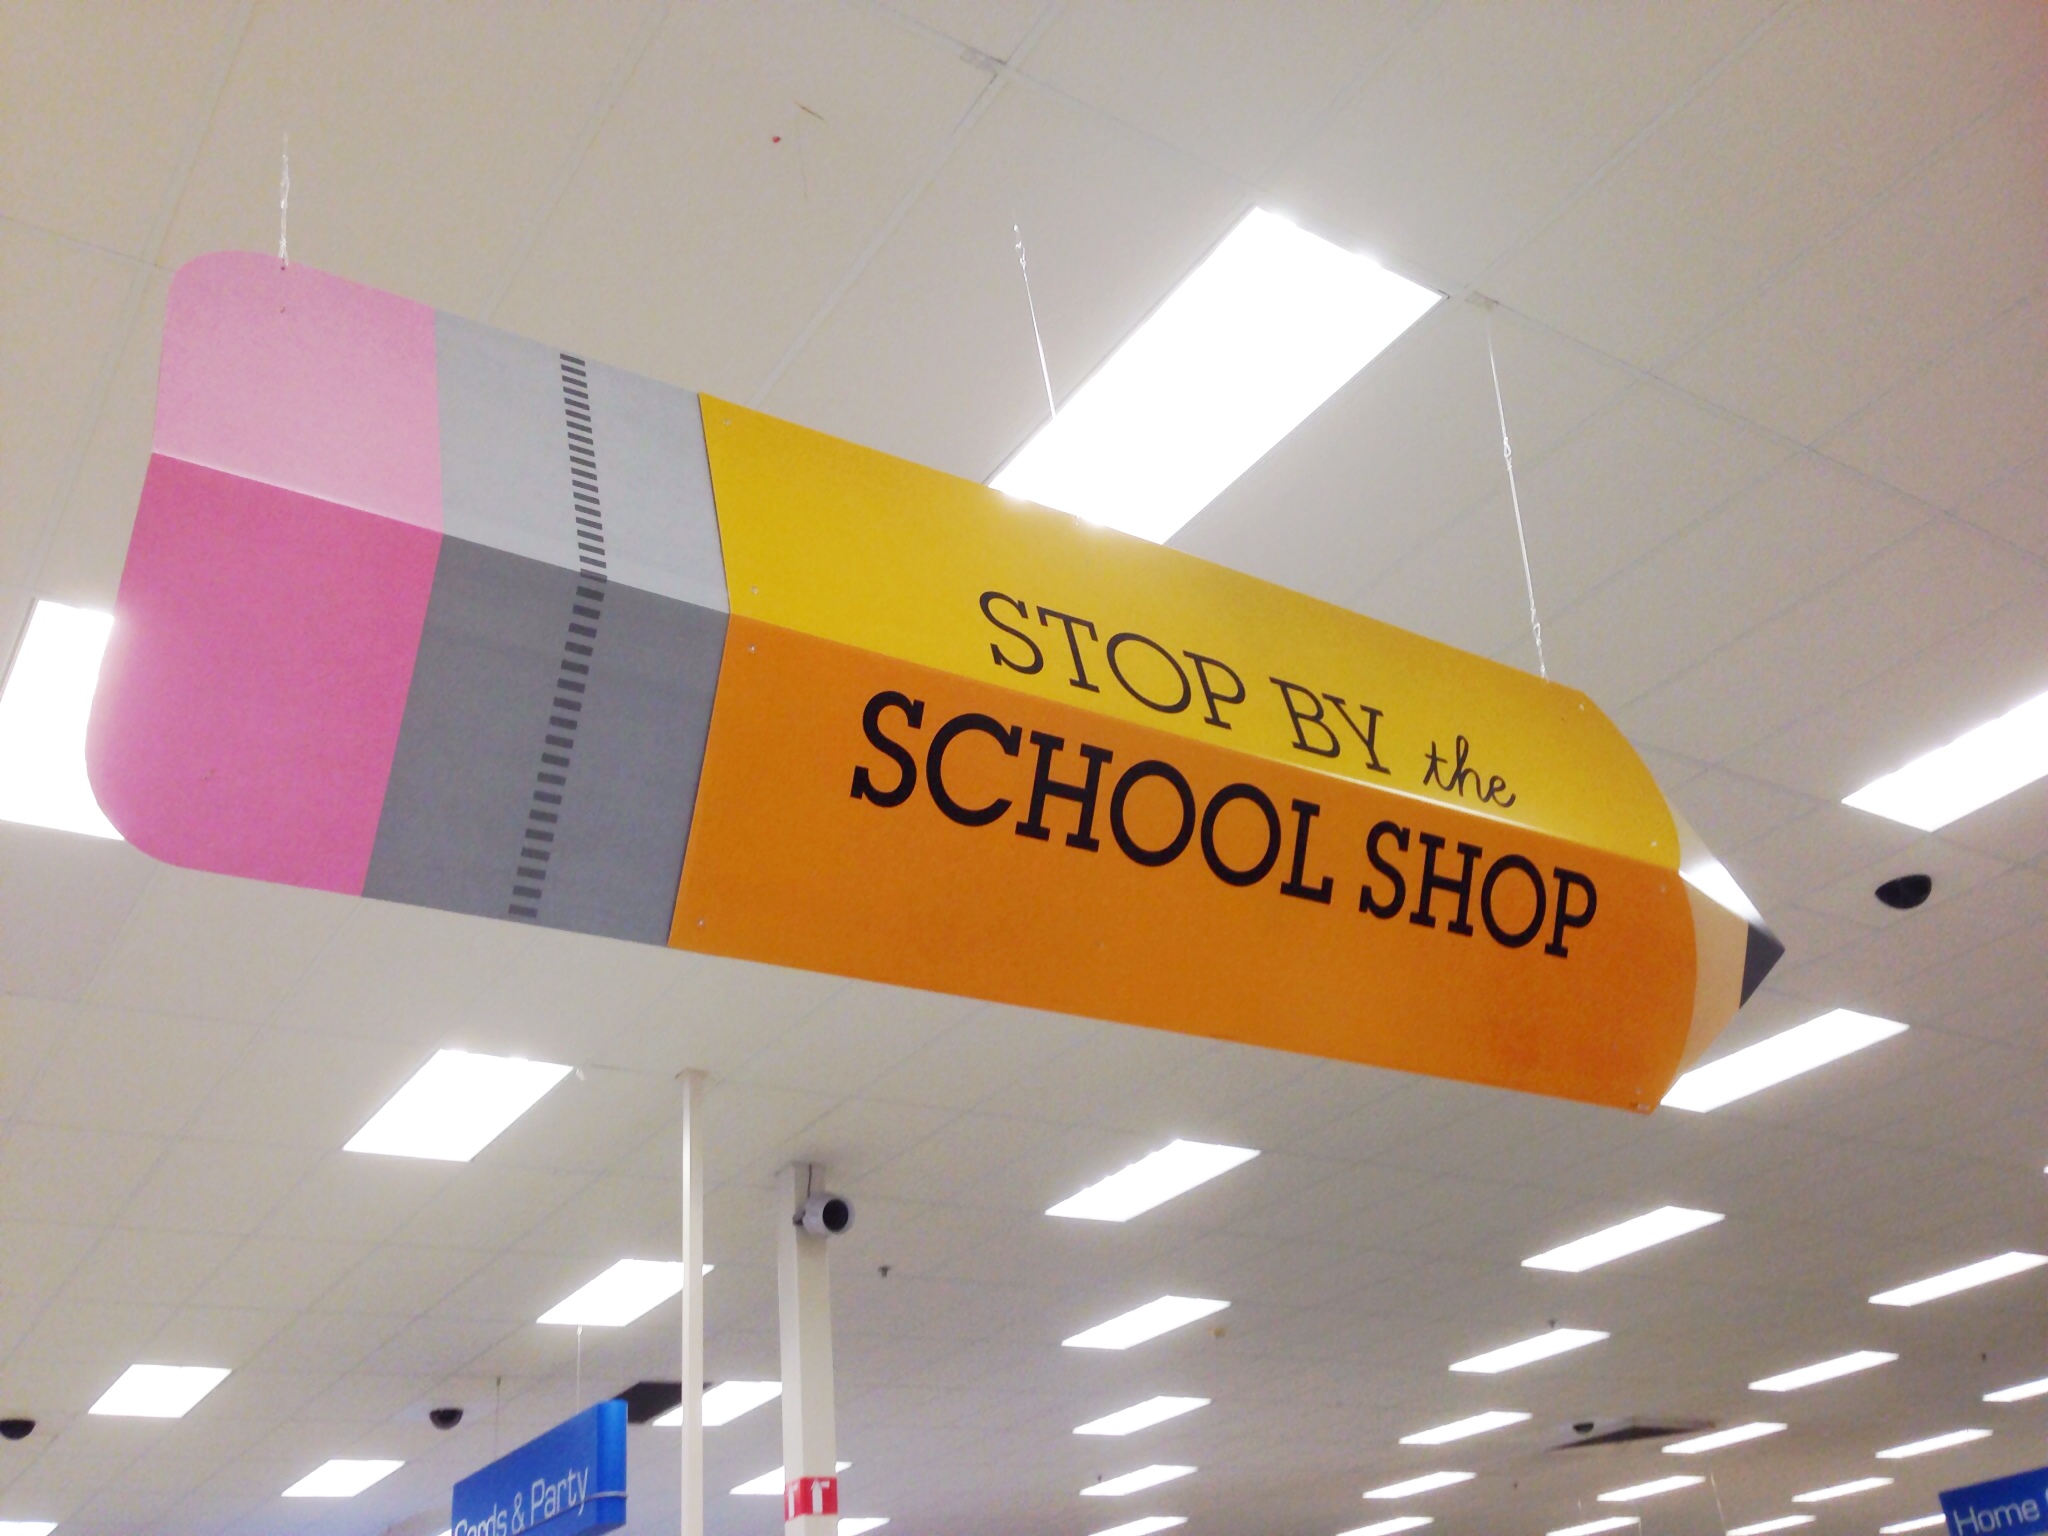 STOP BY the
SCHOOL SHOP
Cards & Party
Home